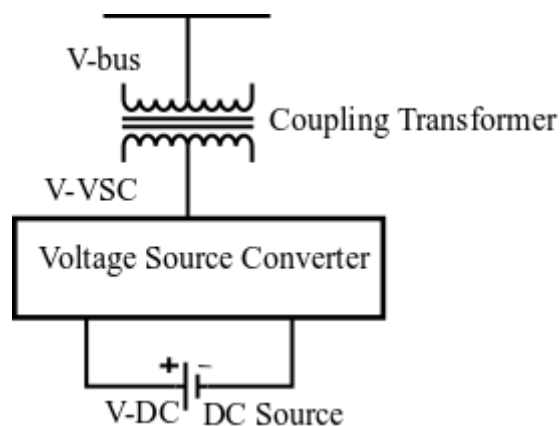 V-bus
Coupling Transformer
V-VSC
Voltage Source Converter
+ -
V-DC DC Source